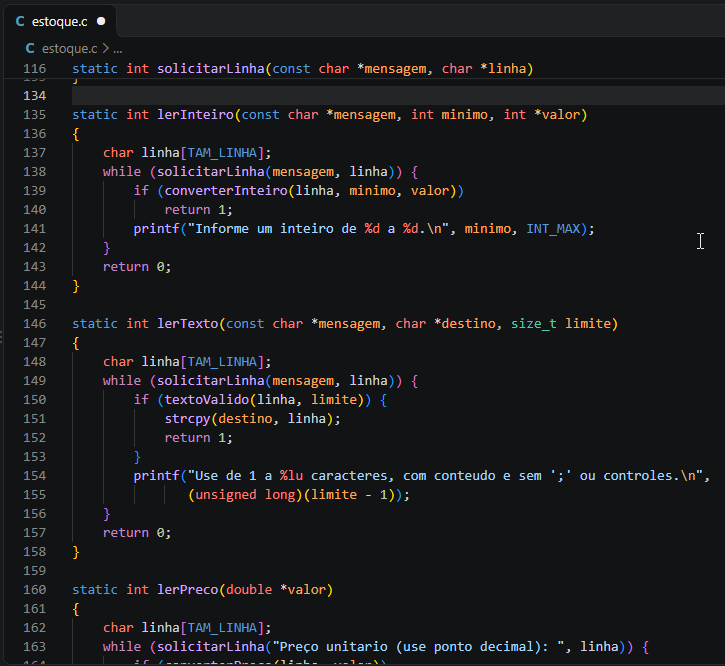 C estoque.c
C estoque.c > ...
116 static int solicitarLinha(const char *mensagem, char *linha)
134
135 static int lerInteiro(const char *mensagem, int minimo, int *valor)
136 {
137 char linha[TAM_LINHA];
138 while (solicitarLinha(mensagem, linha)) {
139 if (converterInteiro(linha, minimo, valor))
140 return 1;
141 printf("Informe um inteiro de %d a %d.\n", minimo, INT_MAX);
142 }
143 return 0;
144 }
145
146 static int lerTexto(const char *mensagem, char *destino, size_t limite)
147 {
148 char linha[TAM_LINHA];
149 while (solicitarLinha(mensagem, linha)) {
150 if (textoValido(linha, limite)) {
151 strcpy(destino, linha);
152 return 1;
153 }
154 printf("Use de 1 a %lu caracteres, com conteudo e sem ';' ou controles.\n",
155 (unsigned long)(limite - 1));
156 }
157 return 0;
158 }
159
160 static int lerPreco(double *valor)
161 {
162 char linha[TAM_LINHA];
163 while (solicitarLinha("Preço unitario (use ponto decimal): ", linha)) {